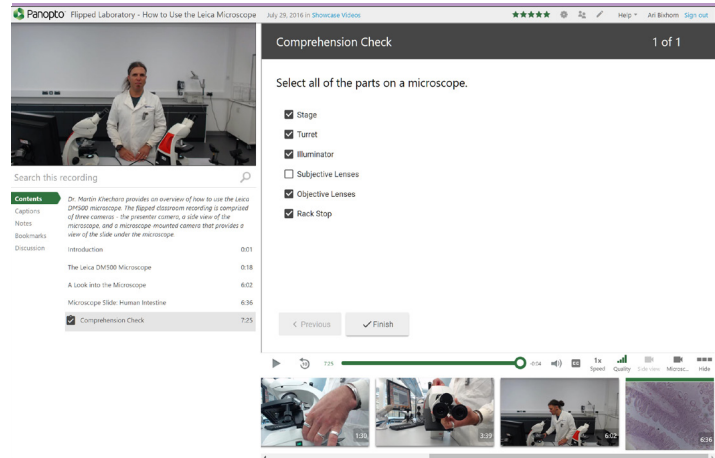 Panopto Flipped Laboratory - How to Use the Leica Microscope July 29, 2016 in Showcase Videos Help Ari Bixhorn Sign out
Comprehension Check 1 of 1
Select all of the parts on a microscope.
Stage
Turret
Illuminator
Subjective Lenses
Objective Lenses
Rack Stop
Previous Finish
Search this recording
Contents
Captions
Notes
Bookmarks
Discussion
Dr. Martin Khechara provides an overview of how to use the Leica
DM500 microscope. The flipped classroom recording is comprised
of three cameras - the presenter camera, a side view of the
microscope, and a microscope-mounted camera that provides a
view of the slide under the microscope.
Introduction 0:01
The Leica DM500 Microscope 0:18
A Look into the Microscope 6:02
Microscope Slide: Human Intestine 6:36
Comprehension Check 7:25
10 7:25 -0:04 CC 1x
Speed Quality Side view Microsc... Hide
1:30 3:39 6:02 6:36